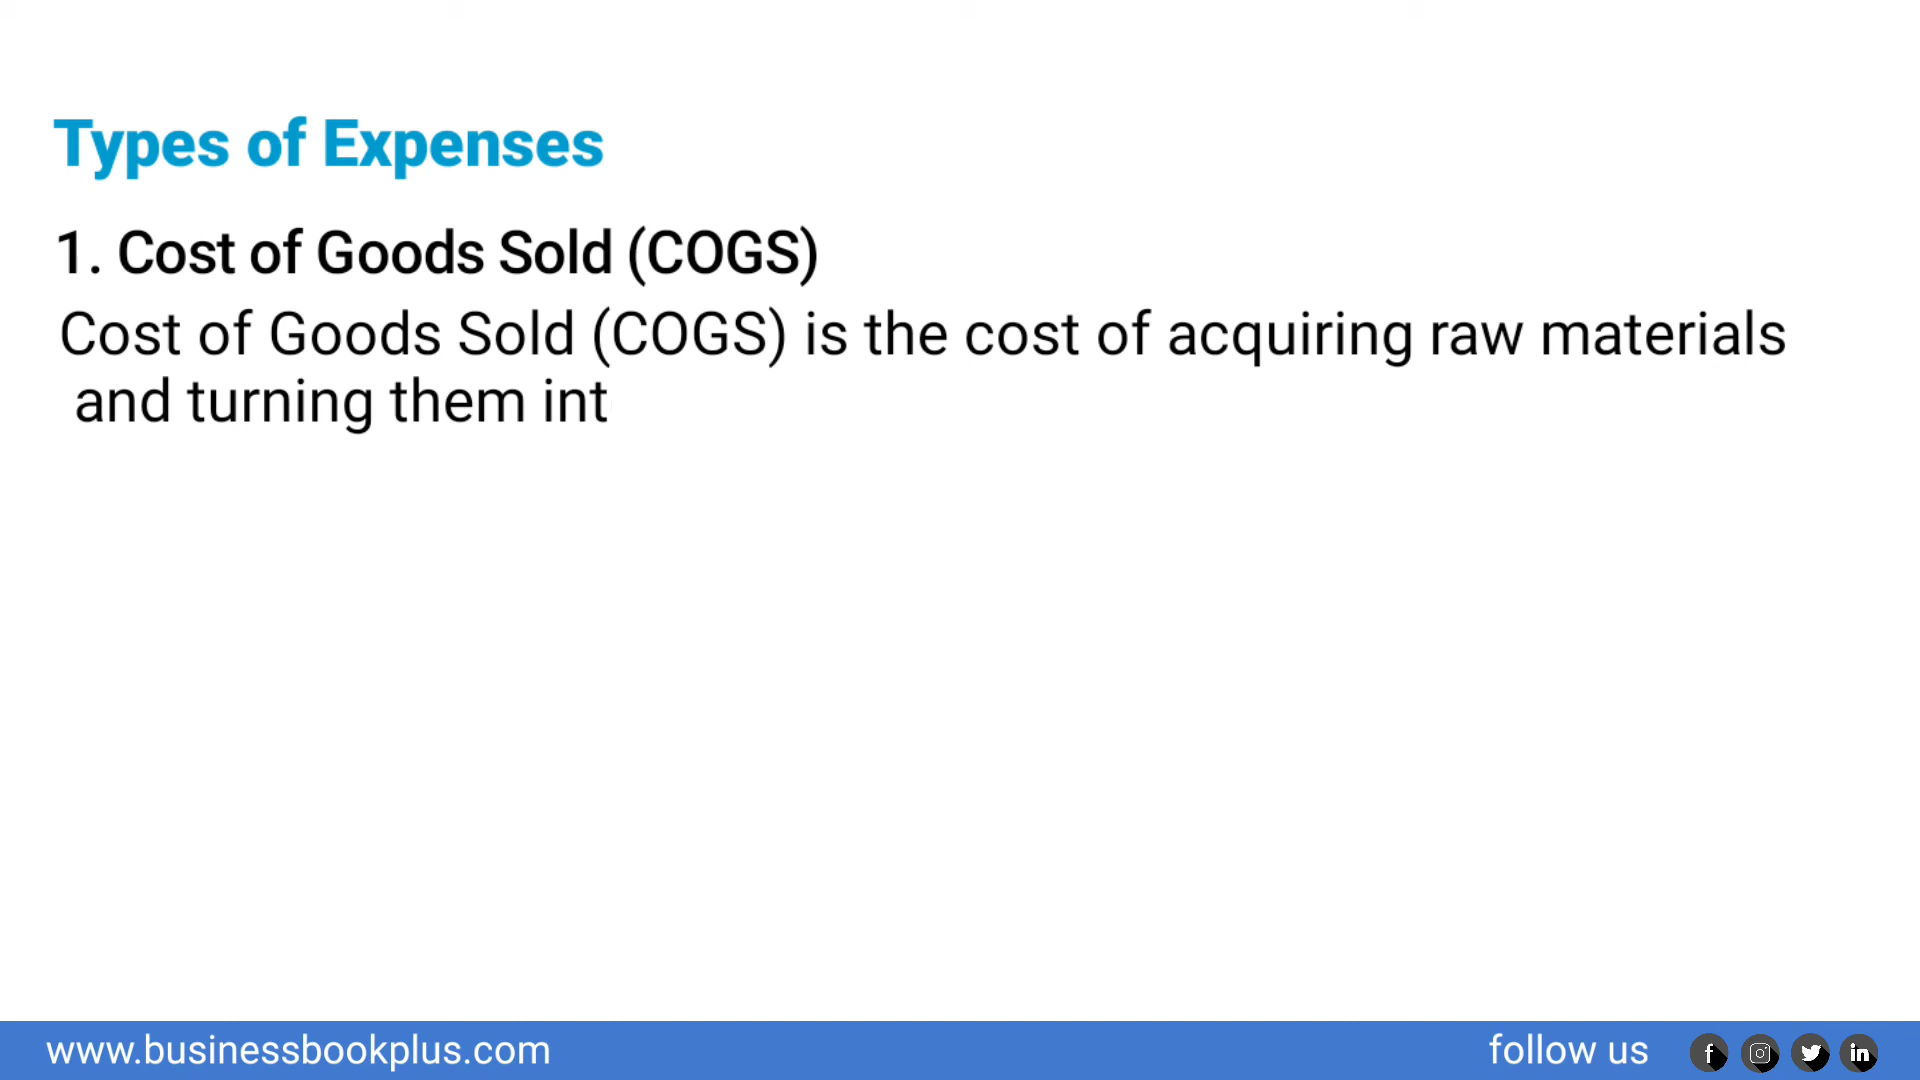 Types of Expenses
1. Cost of Goods Sold (COGS)
Cost of Goods Sold (COGS) is the cost of acquiring raw materials
and turning them int
www.businessbookplus.com
follow us